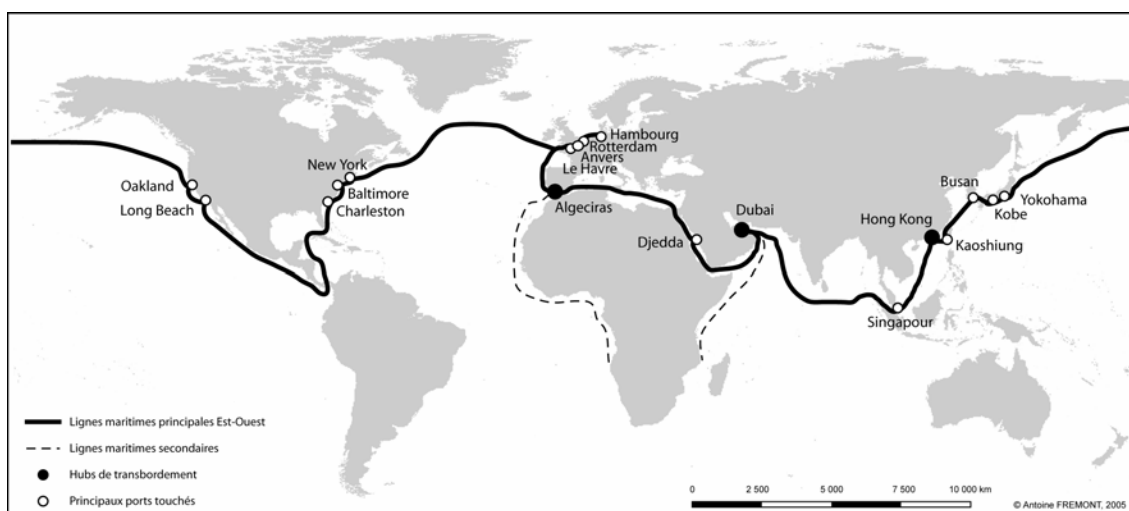 Hambourg
Rotterdam
Anvers
Le Havre
New York
Oakland
Baltimore
Long Beach
Charleston
Algeciras
Busan
Yokohama
Kobe
Dubai
Hong Kong
Djedda
Kaoshiung
Singapour
Lignes maritimes principales Est-Ouest
Lignes maritimes secondaires
Hubs de transbordement
Principaux ports touchés
0 2 500 5 000 7 500 10 000 km
© Antoine FREMONT, 2005